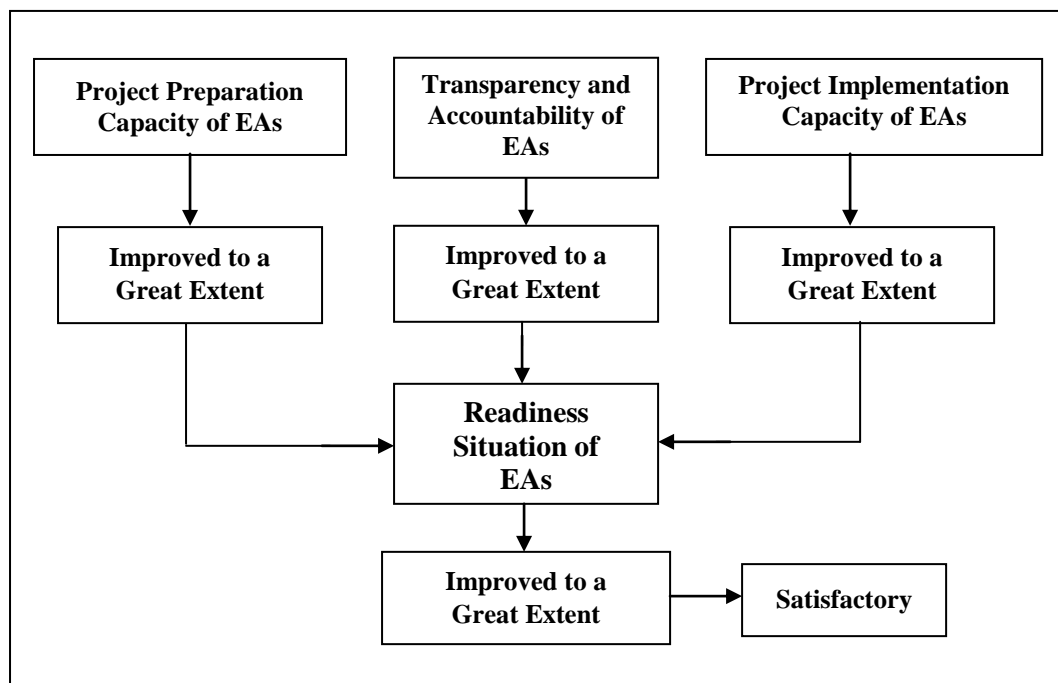 Project Preparation
Capacity of EAs
Transparency and
Accountability of
EAs
Project Implementation
Capacity of EAs
Improved to a
Great Extent
Improved to a
Great Extent
Improved to a
Great Extent
Readiness
Situation of
EAs
Improved to a
Great Extent
Satisfactory